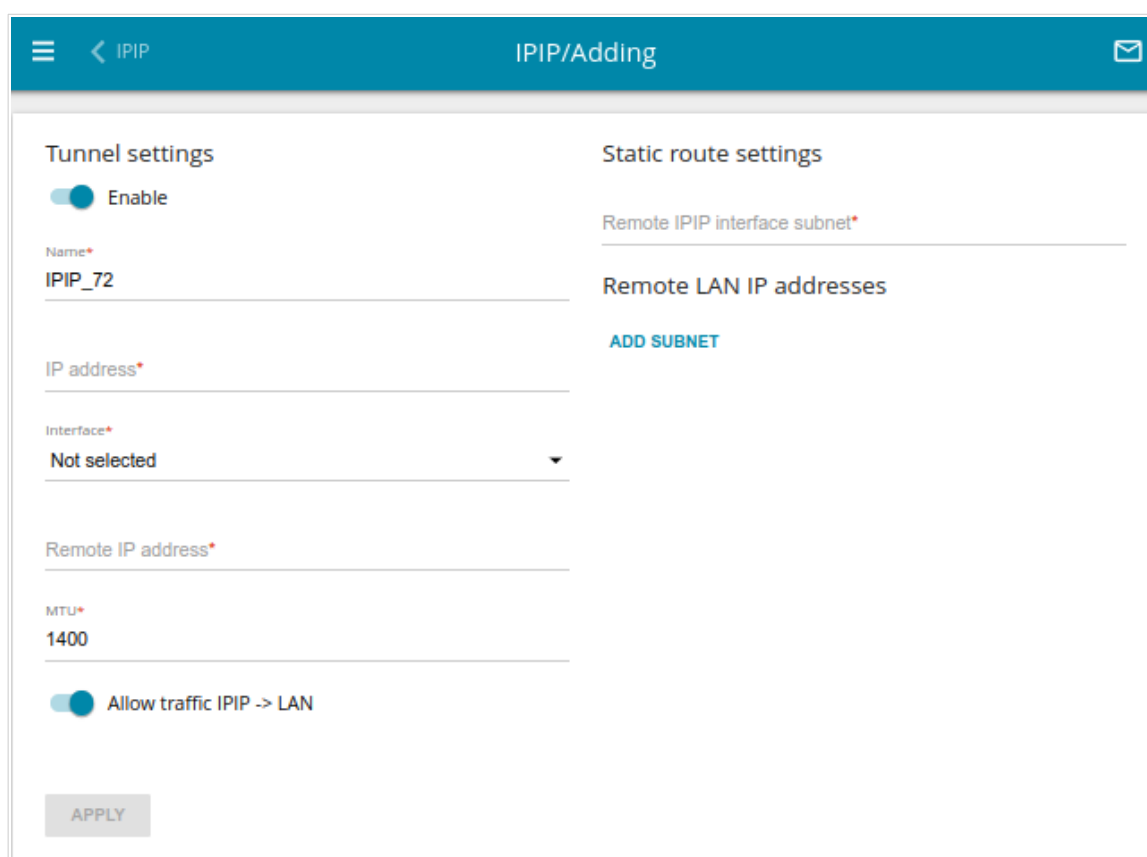 IPIP
IPIP/Adding
Tunnel settings
Enable
Name*
IPIP_72
IP address*
Interface*
Not selected
Remote IP address*
MTU*
1400
Allow traffic IPIP -> LAN
APPLY
Static route settings
Remote IPIP interface subnet*
Remote LAN IP addresses
ADD SUBNET